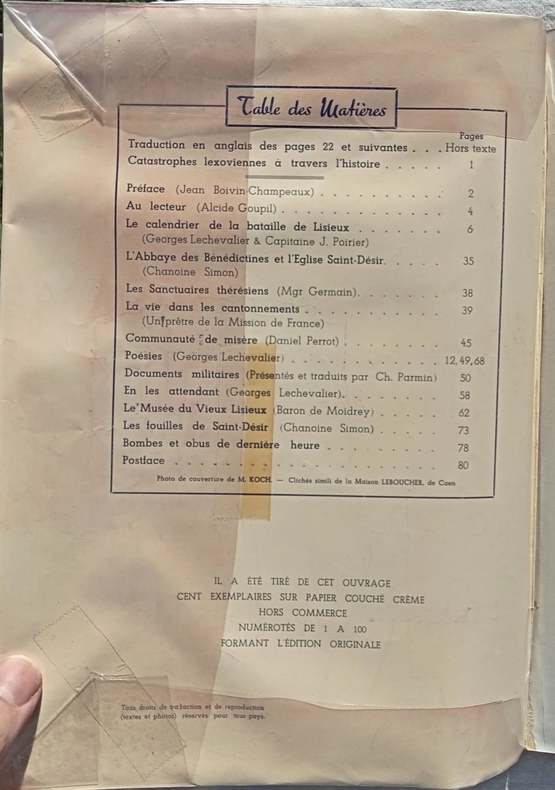 Table des Matières
Pages
Traduction en anglais des pages 22 et suivantes . . . Hors texte
Catastrophes lexoviennes à travers l'histoire . . . . . 1
Préface (Jean Boivin-Champeaux) . . . . . . . . . . 2
Au lecteur (Alcide Goupil) . . . . . . . . . . . . . 4
Le calendrier de la bataille de Lisieux . . . . . . . 6
(Georges Lechevalier & Capitaine J. Poirier)
L'Abbaye des Bénédictines et l'Eglise Saint-Désir. . . . . 35
(Chanoine Simon)
Les Sanctuaires thérésiens (Mgr Germain). . . . . . . 38
La vie dans les cantonnements . . . . . . . . . . . 39
(Un prêtre de la Mission de France)
Communauté de misère (Daniel Perrot) . . . . . . . . 45
Poésies (Georges Lechevalier) . . . . . . . . . . . . 12,49,68
Documents militaires (Présentés et traduits par Ch. Parmin) 50
En les attendant (Georges Lechevalier). . . . . . . . 58
Le Musée du Vieux Lisieux (Baron de Moidrey) . . . . . 62
Les fouilles de Saint-Désir (Chanoine Simon) . . . . . 73
Bombes et obus de dernière heure . . . . . . . . . 78
Postface . . . . . . . . . . . . . . . . . . . . 80
Photo de couverture de M. KOCH. — Clichés simili de la Maison LEBOUCHER, de Caen
IL A ÉTÉ TIRÉ DE CET OUVRAGE
CENT EXEMPLAIRES SUR PAPIER COUCHÉ CRÈME
HORS COMMERCE
NUMÉROTÉS DE 1 A 100
FORMANT L'ÉDITION ORIGINALE
Tous droits de traduction et de reproduction
(textes et photos) réservés pour tous pays.